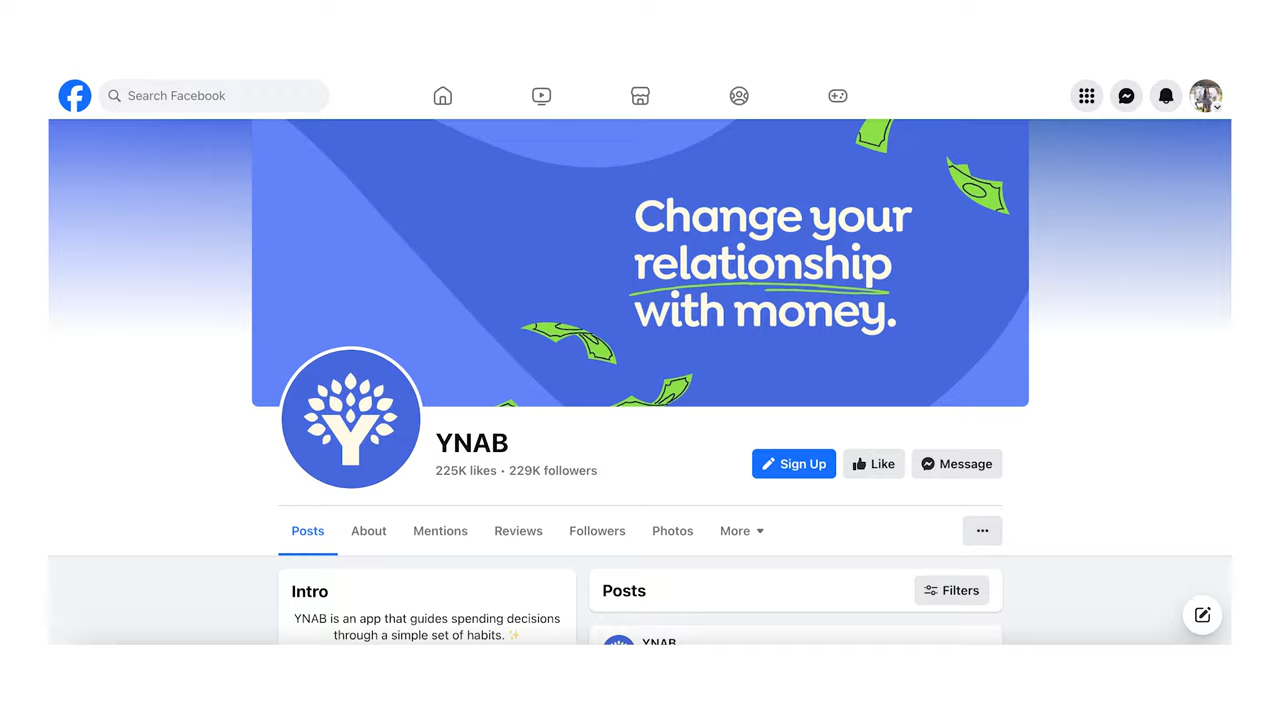 Search Facebook
Change your
relationship
with money.
YNAB
225K likes • 229K followers
Sign Up
Like
Message
Posts
About
Mentions
Reviews
Followers
Photos
More
Intro
YNAB is an app that guides spending decisions
through a simple set of habits. ✨
Posts
Filters
YNAB